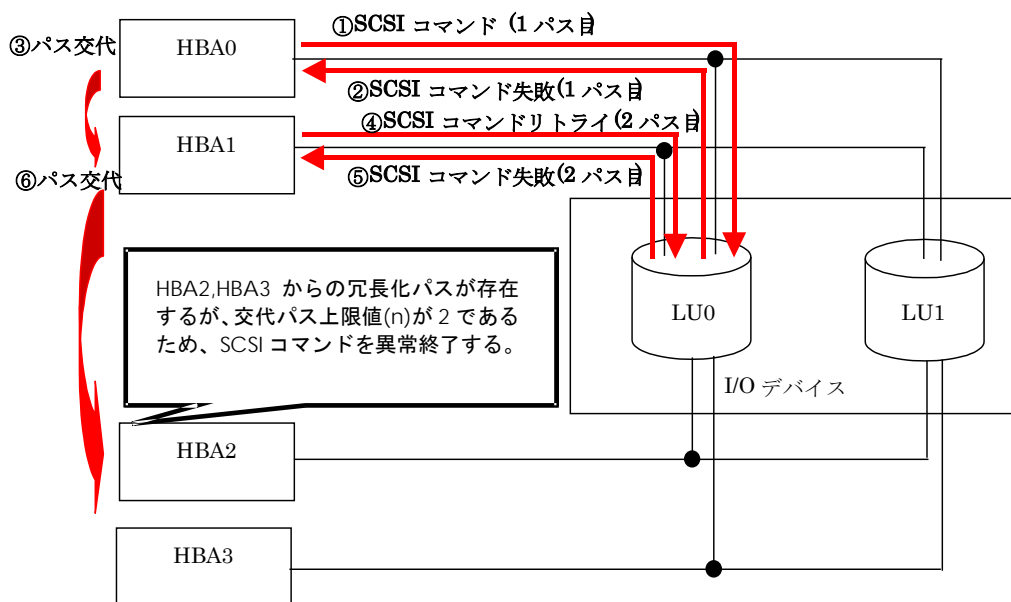 ①SCSI コマンド (1 パス目)
③パス交代
HBA0
②SCSI コマンド失敗(1 パス目)
④SCSI コマンドリトライ(2 パス目)
HBA1
⑤SCSI コマンド失敗(2 パス目)
⑥パス交代
HBA2,HBA3 からの冗長化パスが存在
するが、交代パス上限値(n)が 2 である
ため、SCSI コマンドを異常終了する。
LU0
LU1
I/O デバイス
HBA2
HBA3